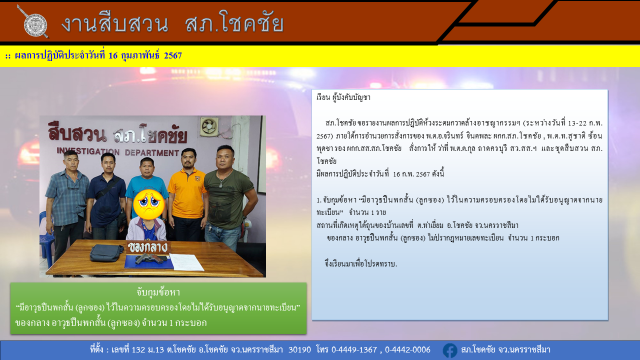 งานสืบสวน สภ.โชคชัย
:: ผลการปฏิบัติประจำวันที่ 16 กุมภาพันธ์ 2567
เรียน ผู้บังคับบัญชา
สภ.โชคชัย ขอรายงานผลการปฏิบัติห้วงระดมกวาดล้างอาชญากรรมฯ (ระหว่างวันที่ 13-22 ก.พ.
2567) ภายใต้การอำนวยการสั่งการของ พ.ต.อ.จรินทร์ จินตพละ ผกก.สภ.โชคชัย , พ.ต.ท.สุชาติ ซ้อน
พุดซา รอง ผกก.สส.สภ.โชคชัย สั่งการให้ ว่าที่ พ.ต.ต.กุล ถาดครบุรี สว.สส.ฯ และชุดสืบสวน สภ.
โชคชัย
มีผลการปฏิบัติประจำวันที่ 16 ก.พ. 2567 ดังนี้
1. จับกุมข้อหา “มีอาวุธปืนพกสั้น (ลูกซอง) ไว้ในความครอบครองโดยไม่ได้รับอนุญาตจากนาย
ทะเบียน” จำนวน 1 ราย
สถานที่เกิดเหตุใต้ถุนของบ้านเลขที่ ต.ท่าเยี่ยม อ.โชคชัย จว.นครราชสีมา
ของกลาง อาวุธปืนพกสั้น (ลูกซอง) ไม่ปรากฏหมายเลขทะเบียน จำนวน 1 กระบอก
จึงเรียนมาเพื่อโปรดทราบ.
สืบสวน สภ.โชคชัย
INVESTIGATION DEPARTMENT
ของกลาง
จับกุมข้อหา
“มีอาวุธปืนพกสั้น (ลูกซอง) ไว้ในความครอบครองโดยไม่ได้รับอนุญาตจากนายทะเบียน”
ของกลาง อาวุธปืนพกสั้น (ลูกซอง) จำนวน 1 กระบอก
ที่ตั้ง : เลขที่ 132 ม.13 ต.โชคชัย อ.โชคชัย จว.นครราชสีมา 30190 โทร 0-4449-1367 , 0-4442-0006 สภ.โชคชัย จว.นครราชสีมา